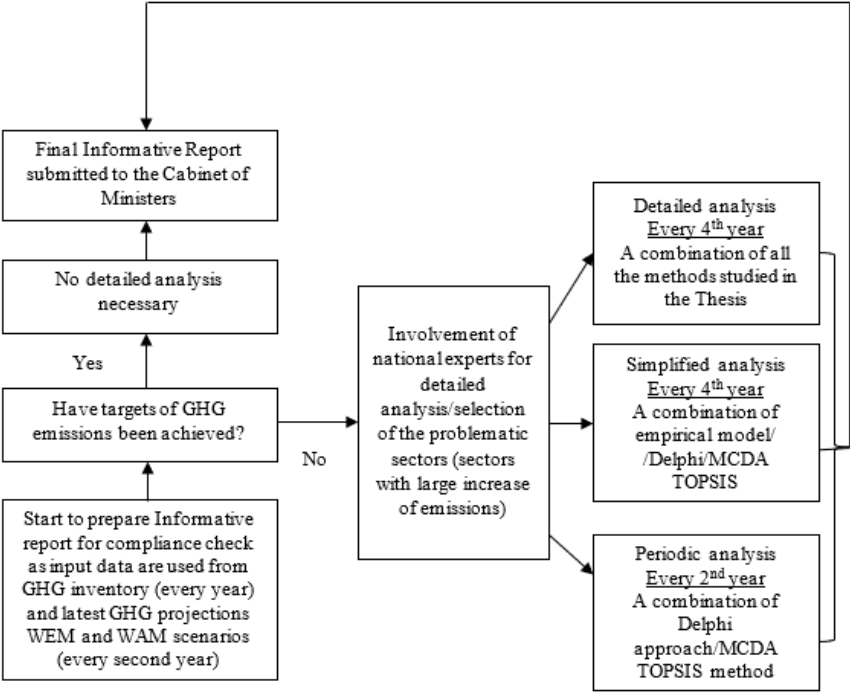 Final Informative Report
submitted to the Cabinet of
Ministers
No detailed analysis
necessary
Yes
Have targets of GHG
emissions been achieved?
No
Start to prepare Informative
report for compliance check
as input data are used from
GHG inventory (every year)
and latest GHG projections
WEM and WAM scenarios
(every second year)
Involvement of
national experts for
detailed
analysis/selection
of the problematic
sectors (sectors
with large increase
of emissions)
Detailed analysis
Every 4th year
A combination of all
the methods studied in
the Thesis
Simplified analysis
Every 4th year
A combination of
empirical model/
/Delphi/MCDA
TOPSIS
Periodic analysis
Every 2nd year
A combination of
Delphi
approach/MCDA
TOPSIS method